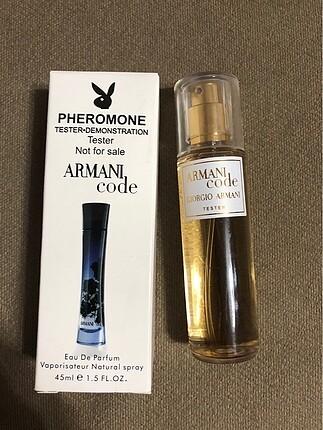 PHEROMONE
TESTER-DEMONSTRATION
Tester
Not for sale
ARMANI
code
ARMANI
Eau De Parfum
Vaporisateur Natural spray
45ml e 1.5 FL.OZ.
ARMANI
code
GIORGIO ARMANI
TESTER